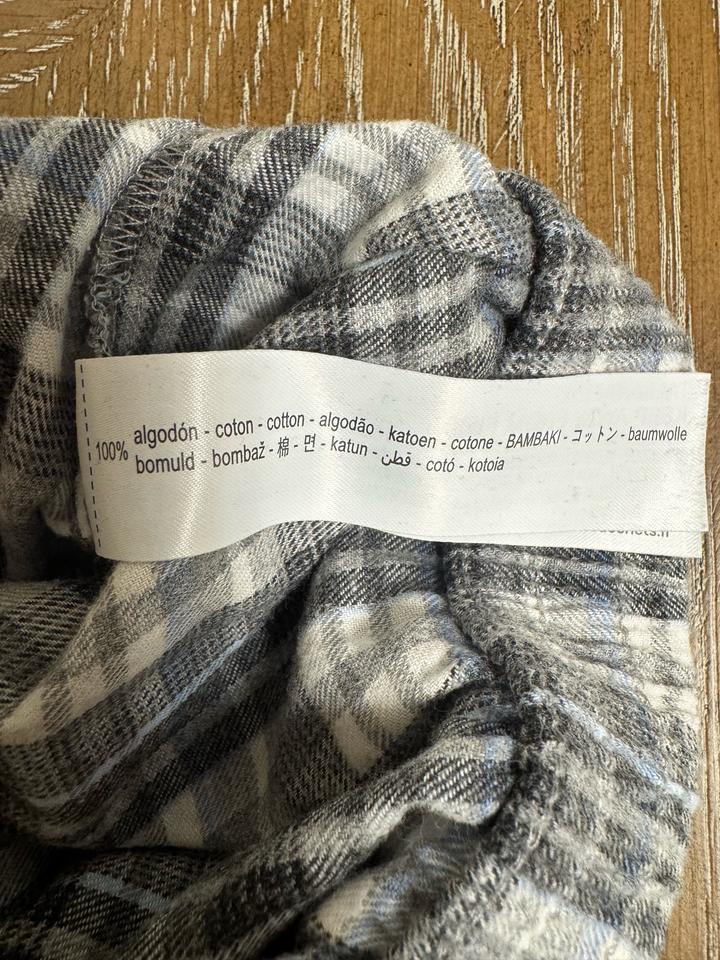 100% algodón - coton - cotton - algodão - katoen - cotone - BAMBAKI - コットン - baumwolle
bomuld - bombaž - 棉 - 면 - katun - قطن - cotó - kotoia